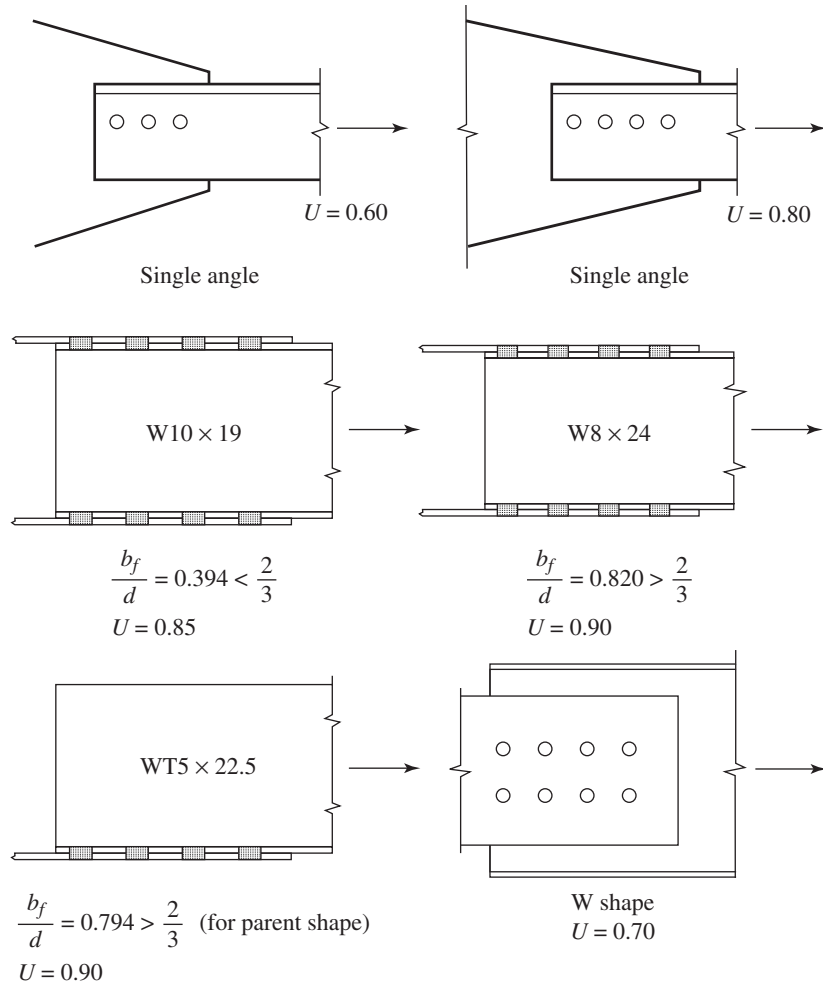 U = 0.60
U = 0.80
Single angle
Single angle
W10 × 19
W8 × 24
b_f/d = 0.394 < 2/3
U = 0.85
b_f/d = 0.820 > 2/3
U = 0.90
WT5 × 22.5
b_f/d = 0.794 > 2/3 (for parent shape)
U = 0.90
W shape
U = 0.70